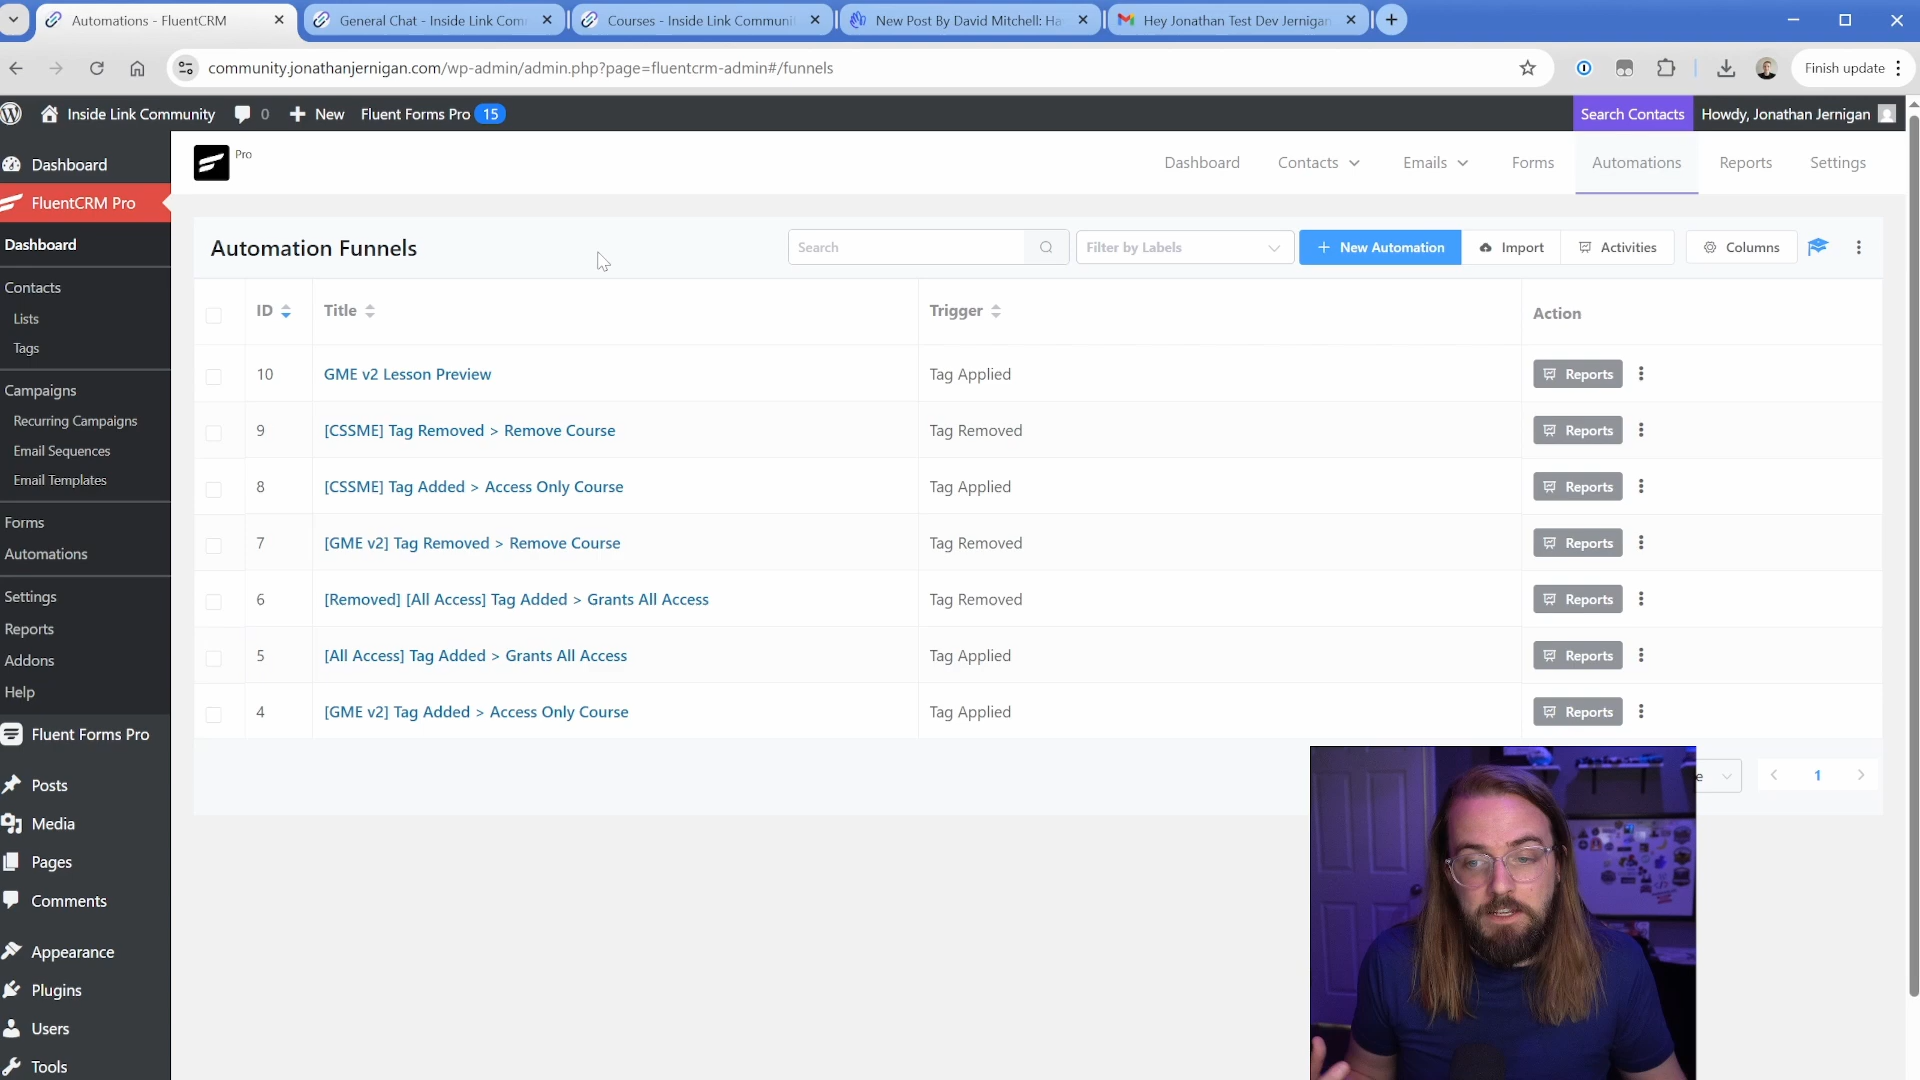 Automations - FluentCRM
General Chat - Inside Link Com
Courses - Inside Link Communi
New Post By David Mitchell: Ha
Hey Jonathan Test Dev Jernigan
community.jonathanjernigan.com/wp-admin/admin.php?page=fluentcrm-admin#/funnels
Finish update
Inside Link Community
0
New
Fluent Forms Pro
15
Search Contacts
Howdy, Jonathan Jernigan
Dashboard
FluentCRM Pro
Dashboard
Contacts
Lists
Tags
Campaigns
Recurring Campaigns
Email Sequences
Email Templates
Forms
Automations
Settings
Reports
Addons
Help
Fluent Forms Pro
Posts
Media
Pages
Comments
Appearance
Plugins
Users
Tools
Pro
Dashboard
Contacts
Emails
Forms
Automations
Reports
Settings
Automation Funnels
Search
Filter by Labels
New Automation
Import
Activities
Columns
ID
Title
Trigger
Action
10
GME v2 Lesson Preview
Tag Applied
Reports
9
[CSSME] Tag Removed > Remove Course
Tag Removed
Reports
8
[CSSME] Tag Added > Access Only Course
Tag Applied
Reports
7
[GME v2] Tag Removed > Remove Course
Tag Removed
Reports
6
[Removed] [All Access] Tag Added > Grants All Access
Tag Removed
Reports
5
[All Access] Tag Added > Grants All Access
Tag Applied
Reports
4
[GME v2] Tag Added > Access Only Course
Tag Applied
Reports
e
1